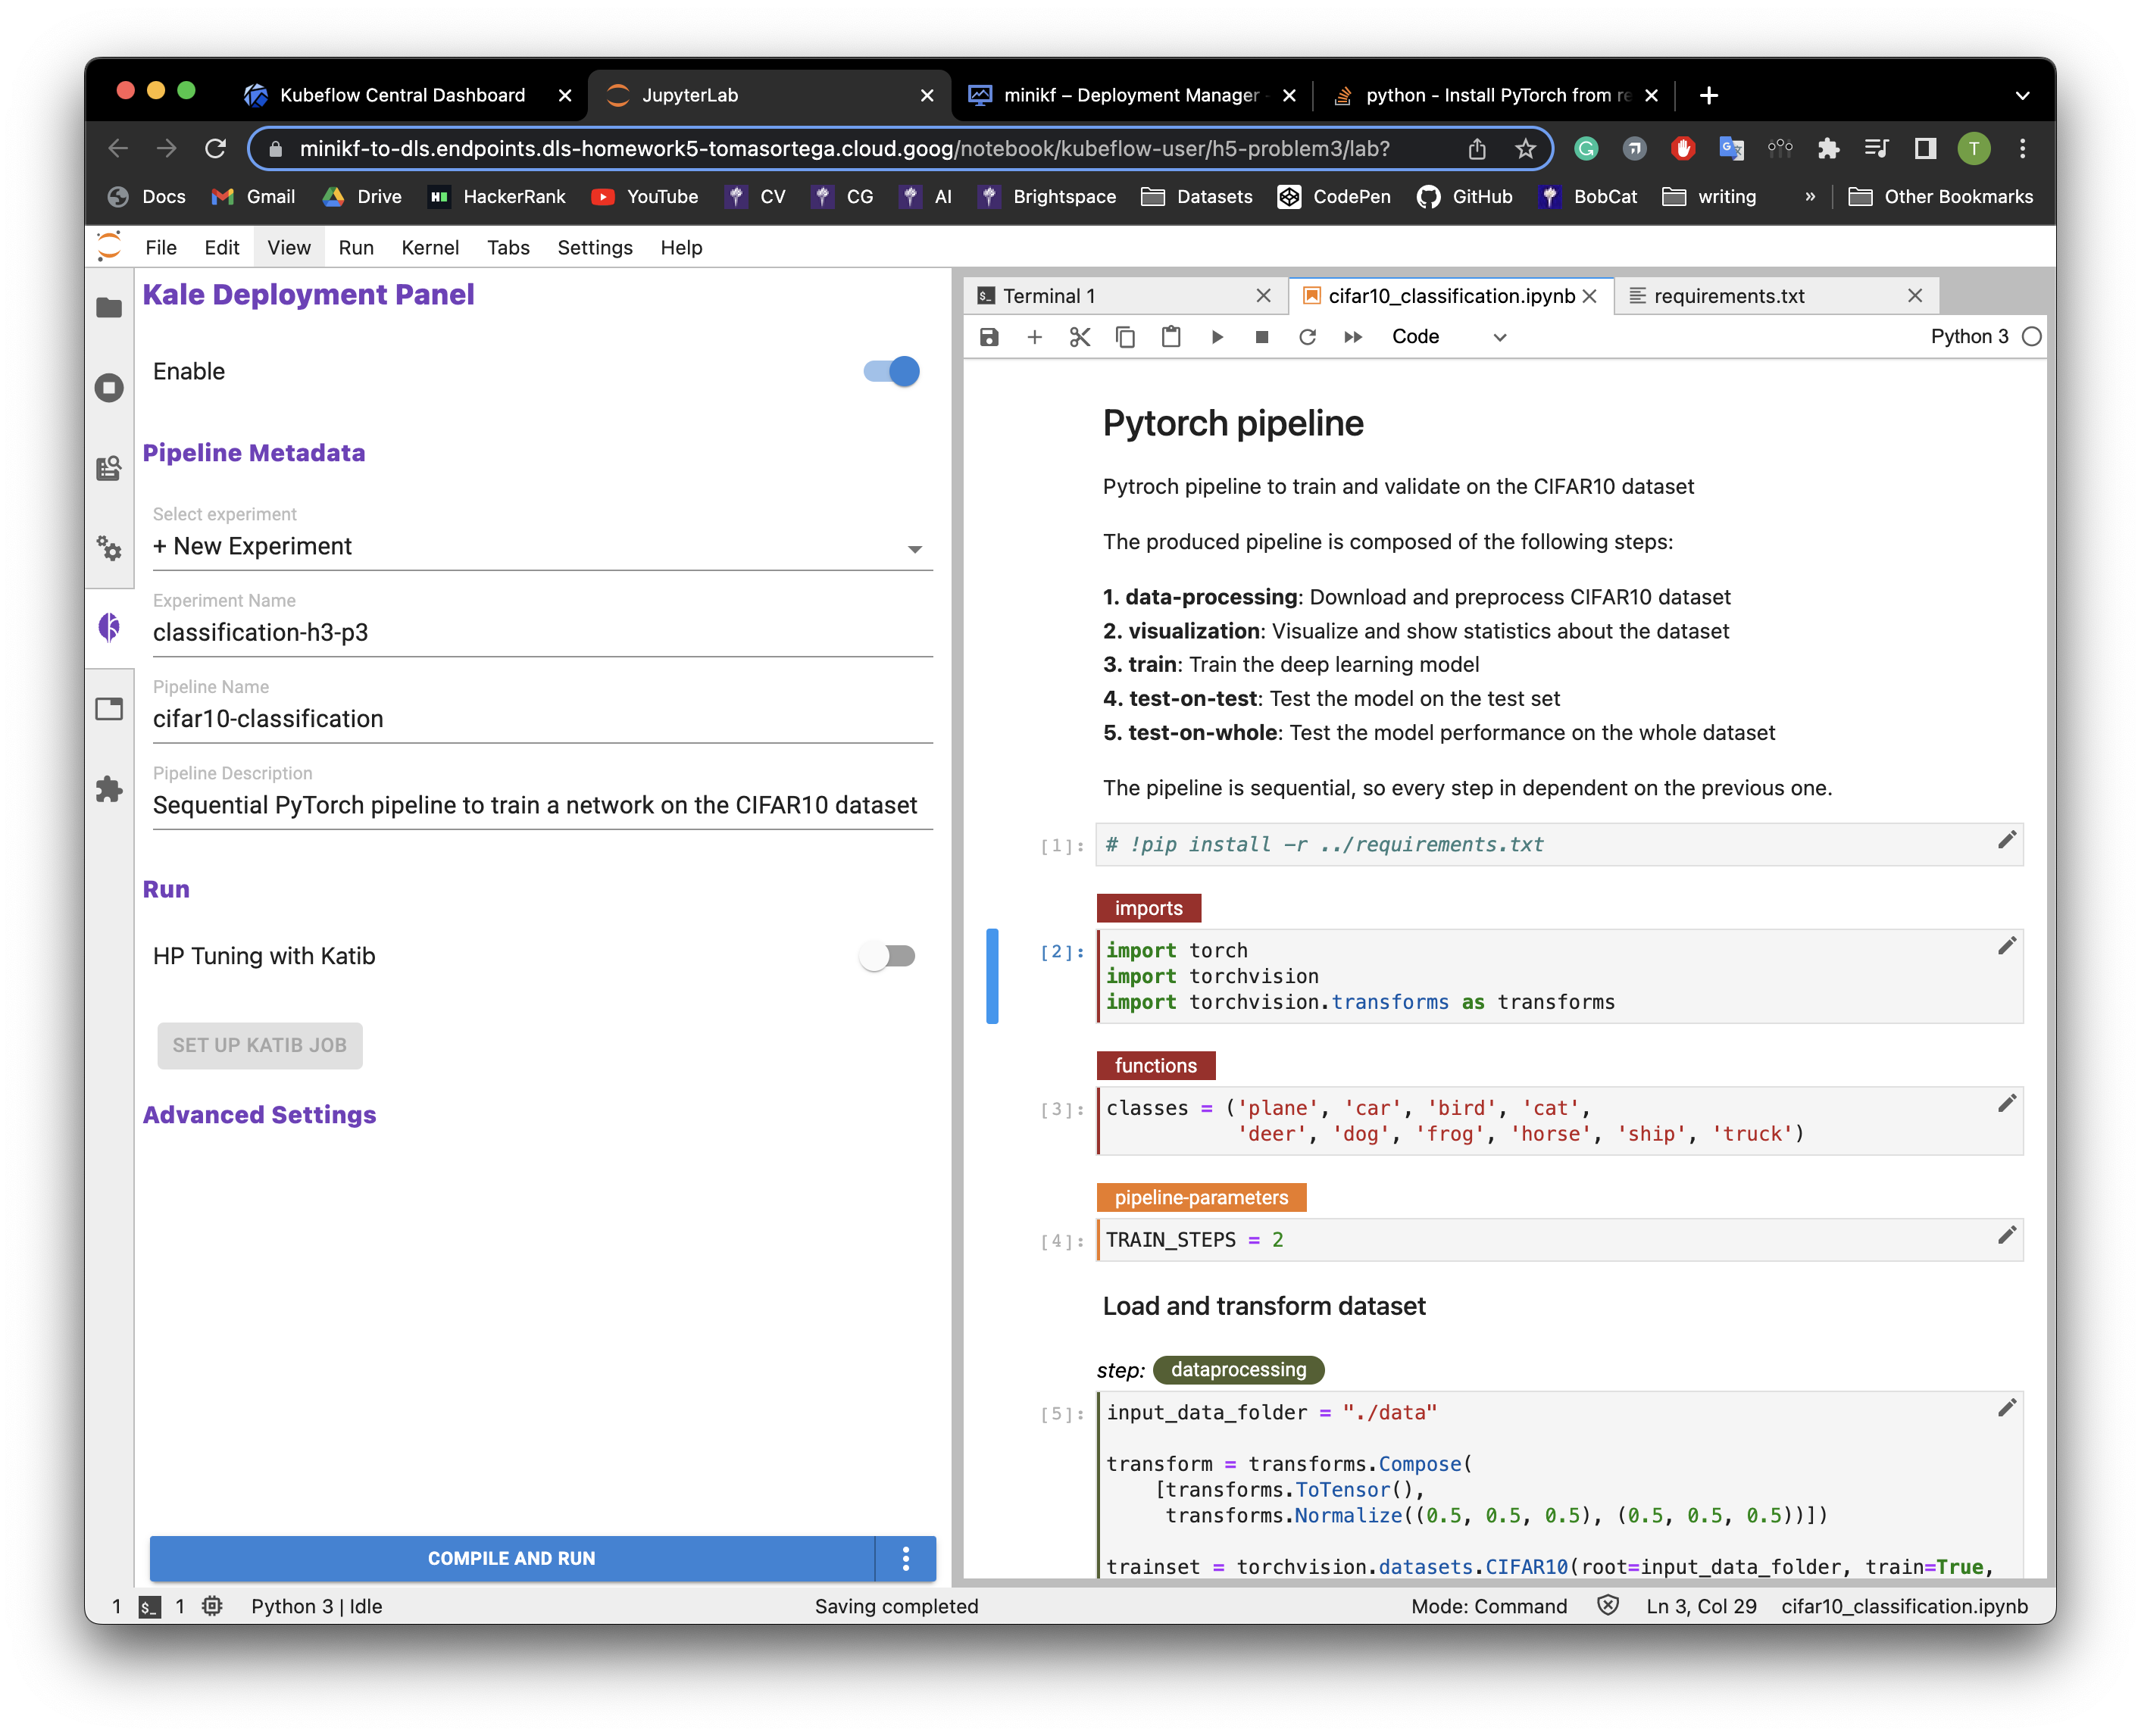 Kubeflow Central Dashboard
JupyterLab
minikf – Deployment Manager -
python - Install PyTorch from re
minikf-to-dls.endpoints.dls-homework5-tomasortega.cloud.goog/notebook/kubeflow-user/h5-problem3/lab?
T
Docs
Gmail
Drive
HackerRank
YouTube
CV
CG
AI
Brightspace
Datasets
CodePen
GitHub
BobCat
writing
»
Other Bookmarks
File Edit View Run Kernel Tabs Settings Help
Kale Deployment Panel
Enable
Pipeline Metadata
Select experiment
+ New Experiment
Experiment Name
classification-h3-p3
Pipeline Name
cifar10-classification
Pipeline Description
Sequential PyTorch pipeline to train a network on the CIFAR10 dataset
Run
HP Tuning with Katib
SET UP KATIB JOB
Advanced Settings
COMPILE AND RUN
Terminal 1
cifar10_classification.ipynb
requirements.txt
Code
Python 3
Pytorch pipeline
Pytroch pipeline to train and validate on the CIFAR10 dataset
The produced pipeline is composed of the following steps:
1. data-processing: Download and preprocess CIFAR10 dataset
2. visualization: Visualize and show statistics about the dataset
3. train: Train the deep learning model
4. test-on-test: Test the model on the test set
5. test-on-whole: Test the model performance on the whole dataset
The pipeline is sequential, so every step in dependent on the previous one.
[1]: # !pip install -r ../requirements.txt
imports
[2]: import torch
import torchvision
import torchvision.transforms as transforms
functions
[3]: classes = ('plane', 'car', 'bird', 'cat',
'deer', 'dog', 'frog', 'horse', 'ship', 'truck')
pipeline-parameters
[4]: TRAIN_STEPS = 2
Load and transform dataset
step: dataprocessing
[5]: input_data_folder = "./data"
transform = transforms.Compose(
[transforms.ToTensor(),
transforms.Normalize((0.5, 0.5, 0.5), (0.5, 0.5, 0.5))])
trainset = torchvision.datasets.CIFAR10(root=input_data_folder, train=True,
1 $_ 1 Python 3 | Idle
Saving completed
Mode: Command
Ln 3, Col 29
cifar10_classification.ipynb